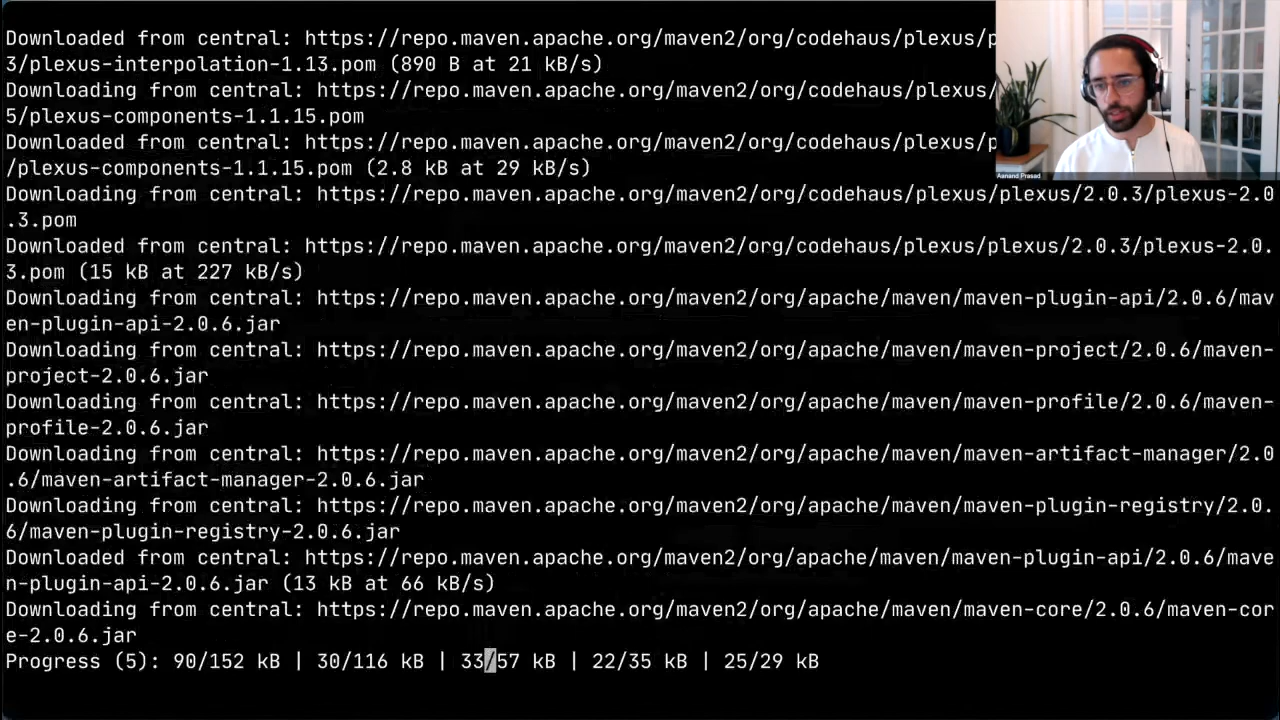 Downloaded from central: https://repo.maven.apache.org/maven2/org/codehaus/plexus/p
3/plexus-interpolation-1.13.pom (890 B at 21 kB/s)
Downloading from central: https://repo.maven.apache.org/maven2/org/codehaus/plexus/
5/plexus-components-1.1.15.pom
Downloaded from central: https://repo.maven.apache.org/maven2/org/codehaus/plexus/p
/plexus-components-1.1.15.pom (2.8 kB at 29 kB/s)
Aanand Prasad
Downloading from central: https://repo.maven.apache.org/maven2/org/codehaus/plexus/plexus/2.0.3/plexus-2.0
.3.pom
Downloaded from central: https://repo.maven.apache.org/maven2/org/codehaus/plexus/plexus/2.0.3/plexus-2.0.
3.pom (15 kB at 227 kB/s)
Downloading from central: https://repo.maven.apache.org/maven2/org/apache/maven/maven-plugin-api/2.0.6/mav
en-plugin-api-2.0.6.jar
Downloading from central: https://repo.maven.apache.org/maven2/org/apache/maven/maven-project/2.0.6/maven-
project-2.0.6.jar
Downloading from central: https://repo.maven.apache.org/maven2/org/apache/maven/maven-profile/2.0.6/maven-
profile-2.0.6.jar
Downloading from central: https://repo.maven.apache.org/maven2/org/apache/maven/maven-artifact-manager/2.0
.6/maven-artifact-manager-2.0.6.jar
Downloading from central: https://repo.maven.apache.org/maven2/org/apache/maven/maven-plugin-registry/2.0.
6/maven-plugin-registry-2.0.6.jar
Downloaded from central: https://repo.maven.apache.org/maven2/org/apache/maven/maven-plugin-api/2.0.6/mave
n-plugin-api-2.0.6.jar (13 kB at 66 kB/s)
Downloading from central: https://repo.maven.apache.org/maven2/org/apache/maven/maven-core/2.0.6/maven-cor
e-2.0.6.jar
Progress (5): 90/152 kB | 30/116 kB | 33/57 kB | 22/35 kB | 25/29 kB